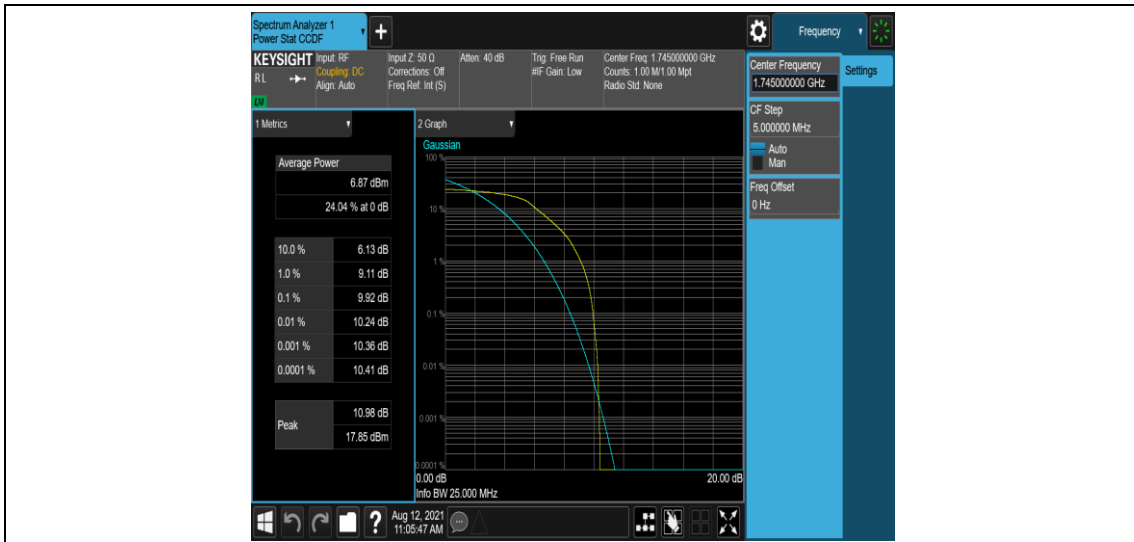 Spectrum Analyzer 1
Power Stat CCDF
+
Frequency
KEYSIGHT
RL
LM
Input: RF
Coupling: DC
Align: Auto
Input Z: 50 Ω
Corrections: Off
Freq Ref: Int (S)
Atten: 40 dB
Trig: Free Run
#IF Gain: Low
Center Freq: 1.745000000 GHz
Counts: 1.00 M/1.00 Mpt
Radio Std: None
Center Frequency
1.745000000 GHz
Settings
CF Step
5.000000 MHz
Auto
Man
Freq Offset
0 Hz
1 Metrics
Average Power
6.87 dBm
24.04 % at 0 dB
10.0 % 6.13 dB
1.0 % 9.11 dB
0.1 % 9.92 dB
0.01 % 10.24 dB
0.001 % 10.36 dB
0.0001 % 10.41 dB
Peak
10.98 dB
17.85 dBm
2 Graph
Gaussian
100 %
10 %
1 %
0.1 %
0.01 %
0.001 %
0.0001 %
0.00 dB 20.00 dB
Info BW 25.000 MHz
?
Aug 12, 2021
11:05:47 AM